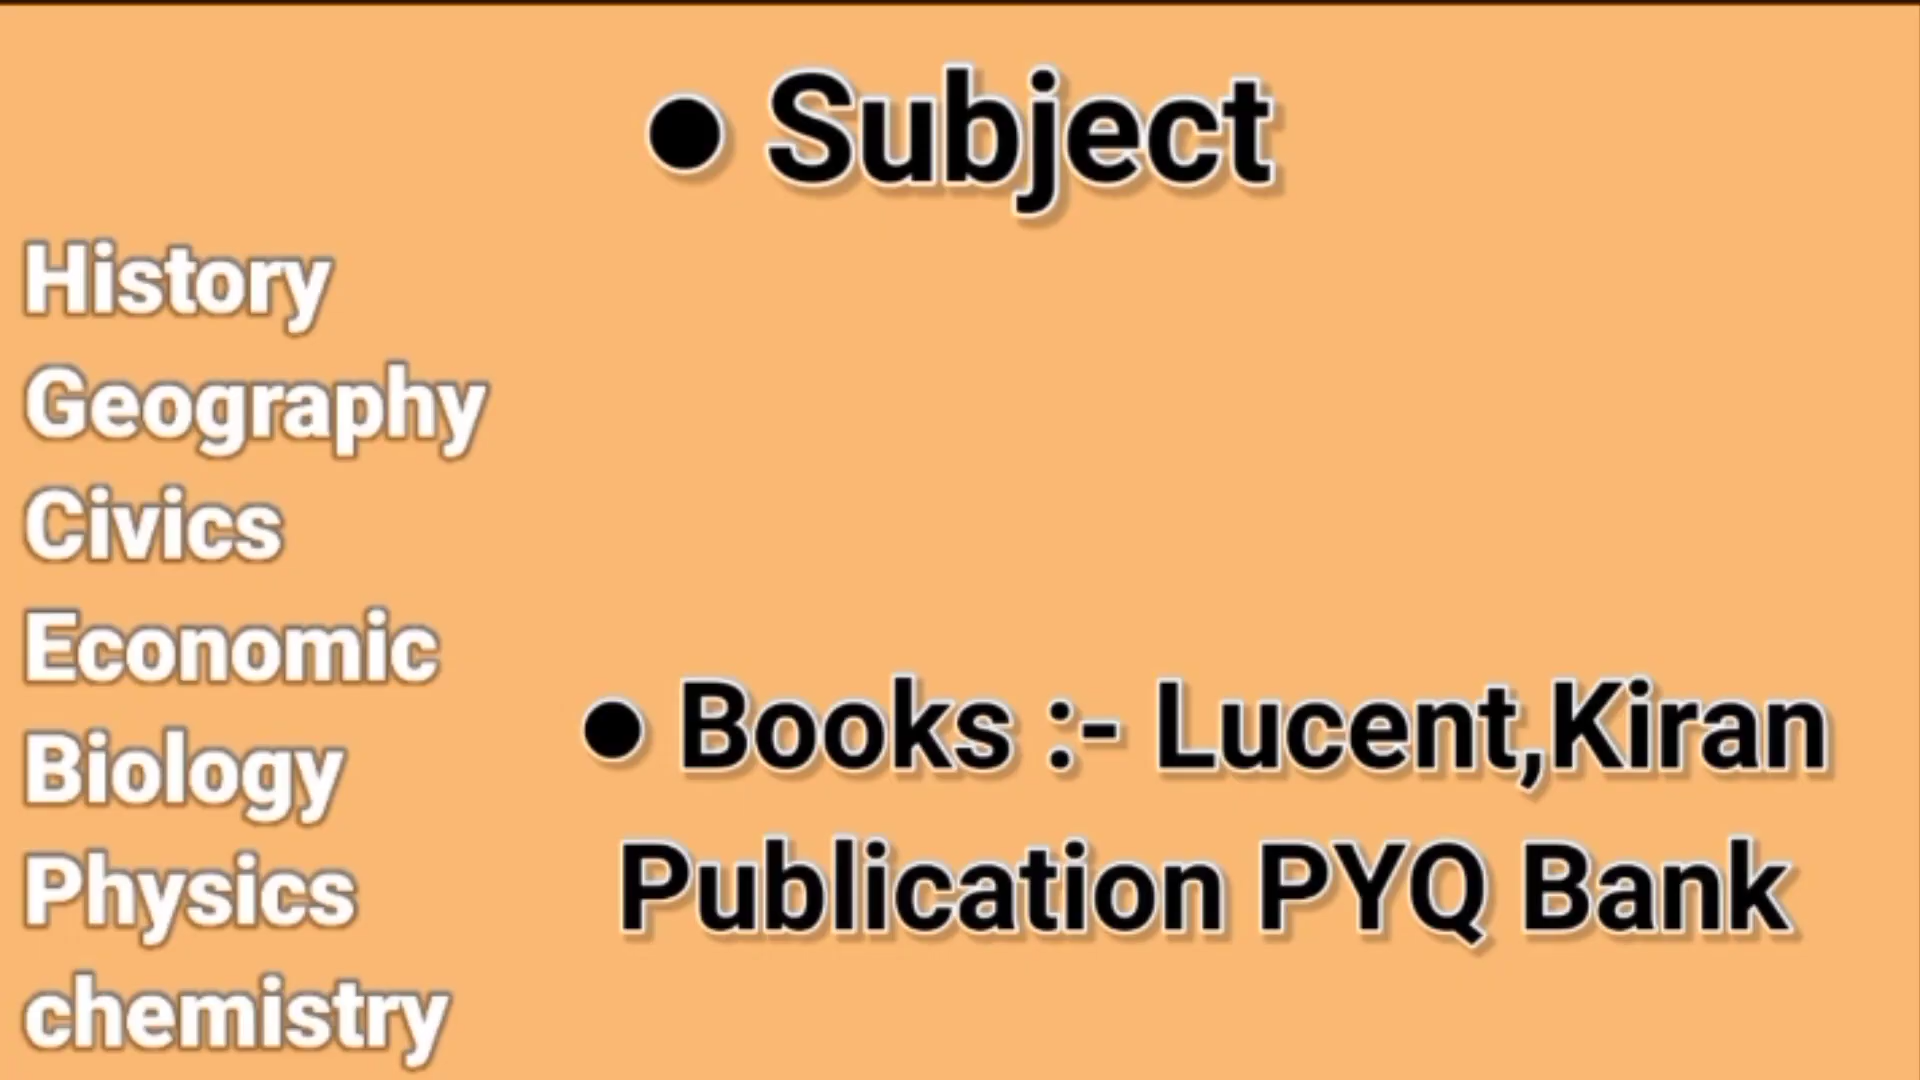 ● Subject
History
Geography
Civics
Economic
Biology
Physics
chemistry
● Books :- Lucent,Kiran
Publication PYQ Bank